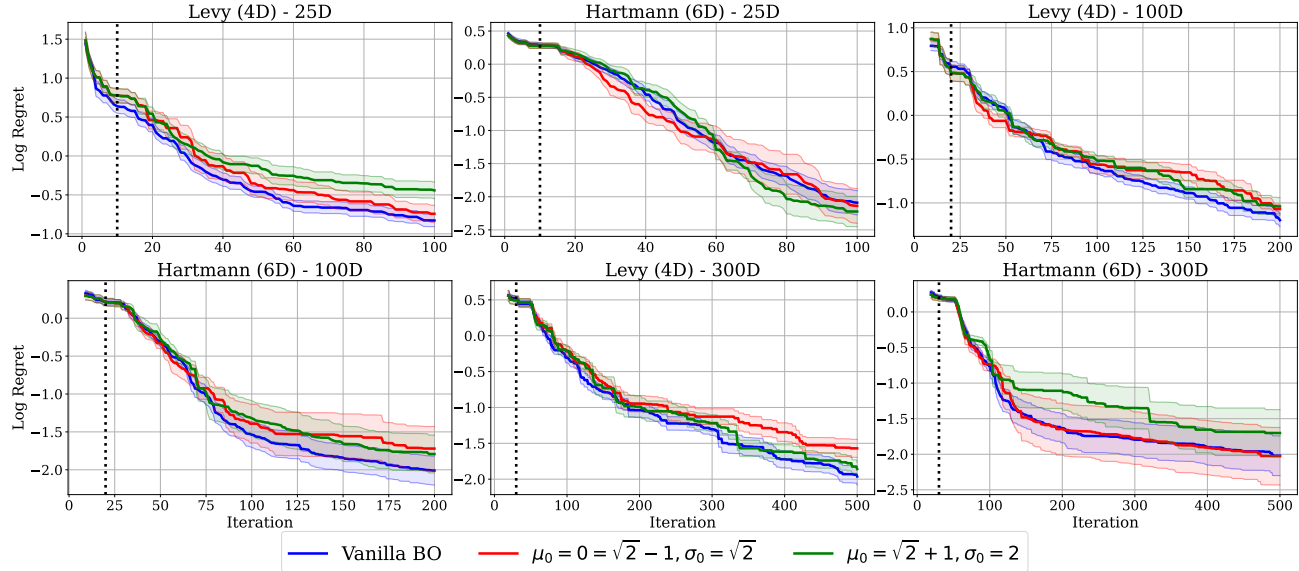 Levy (4D) - 25D
Hartmann (6D) - 25D
Levy (4D) - 100D
Log Regret
1.5
1.0
0.5
0.0
−0.5
−1.0
0 20 40 60 80 100
0.5
0.0
−0.5
−1.0
−1.5
−2.0
−2.5
0 20 40 60 80 100
1.0
0.5
0.0
−0.5
−1.0
0 25 50 75 100 125 150 175 200
Hartmann (6D) - 100D
Levy (4D) - 300D
Hartmann (6D) - 300D
Log Regret
0.0
−0.5
−1.0
−1.5
−2.0
0 25 50 75 100 125 150 175 200
Iteration
0.5
0.0
−0.5
−1.0
−1.5
−2.0
0 100 200 300 400 500
Iteration
0.0
−0.5
−1.0
−1.5
−2.0
−2.5
0 100 200 300 400 500
Iteration
Vanilla BO
μ₀ = 0 = √2 − 1, σ₀ = √2
μ₀ = √2 + 1, σ₀ = 2